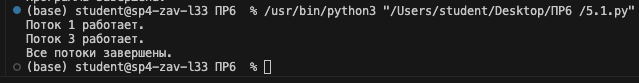 (base) student@sp4-zav-l33 ПР6 % /usr/bin/python3 "/Users/student/Desktop/ПР6 /5.1.py"
Поток 1 работает.
Поток 3 работает.
Все потоки завершены.
(base) student@sp4-zav-l33 ПР6 %